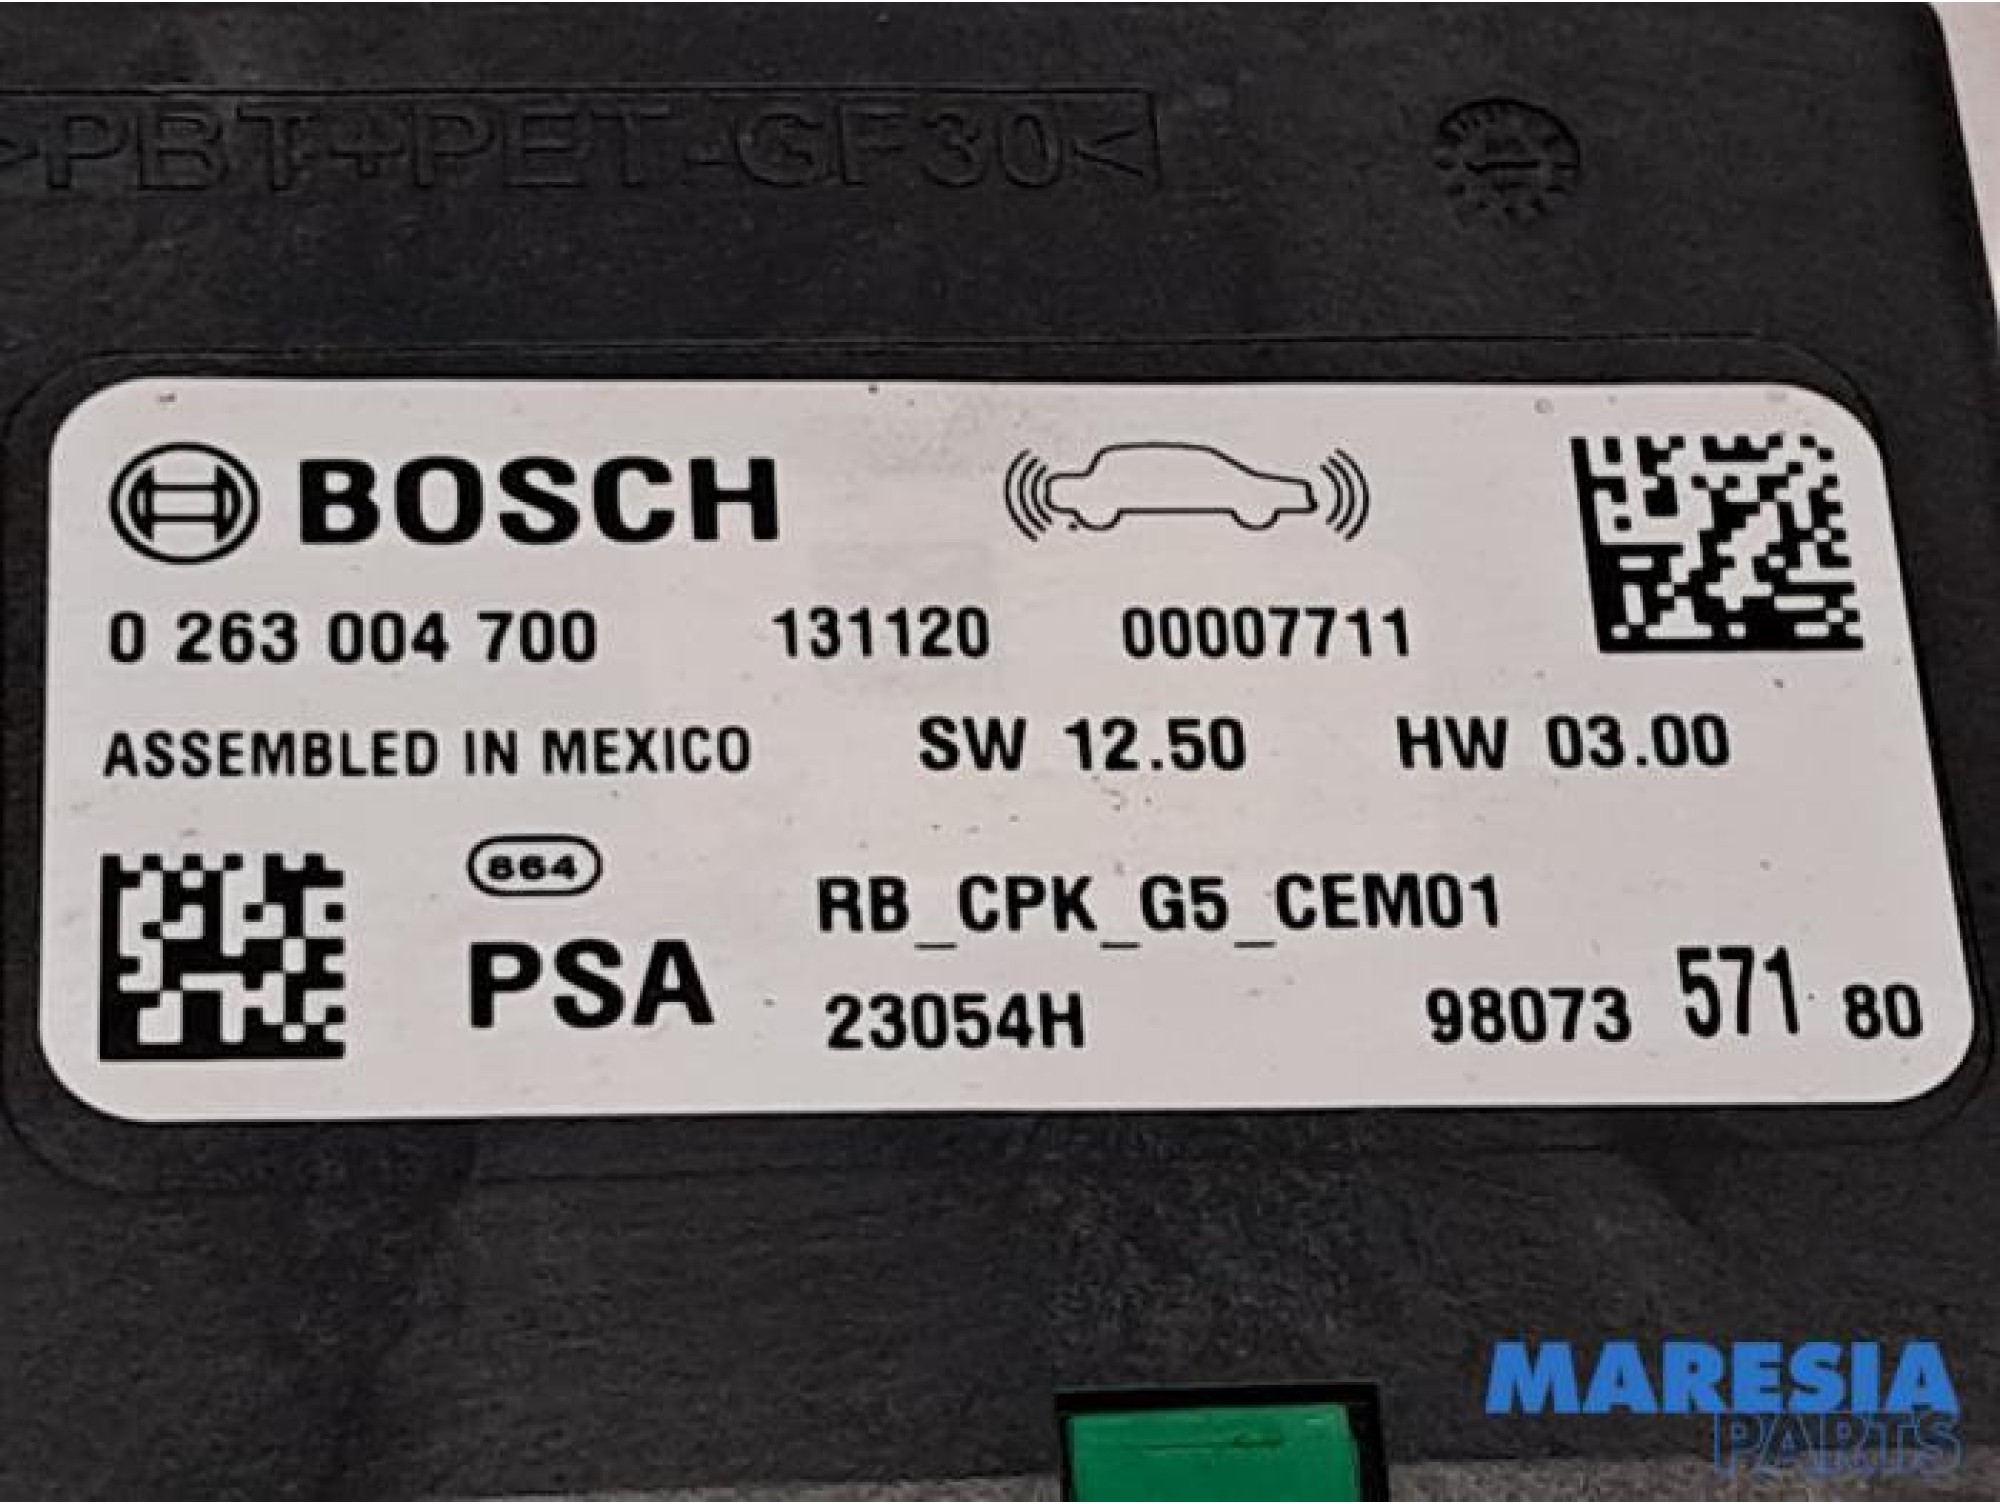 >PBT+PET-GF30<
BOSCH
0 263 004 700 131120 00007711
ASSEMBLED IN MEXICO SW 12.50 HW 03.00
864
PSA
RB_CPK_G5_CEM01
23054H 98073 571 80
MARESIA
PARTS